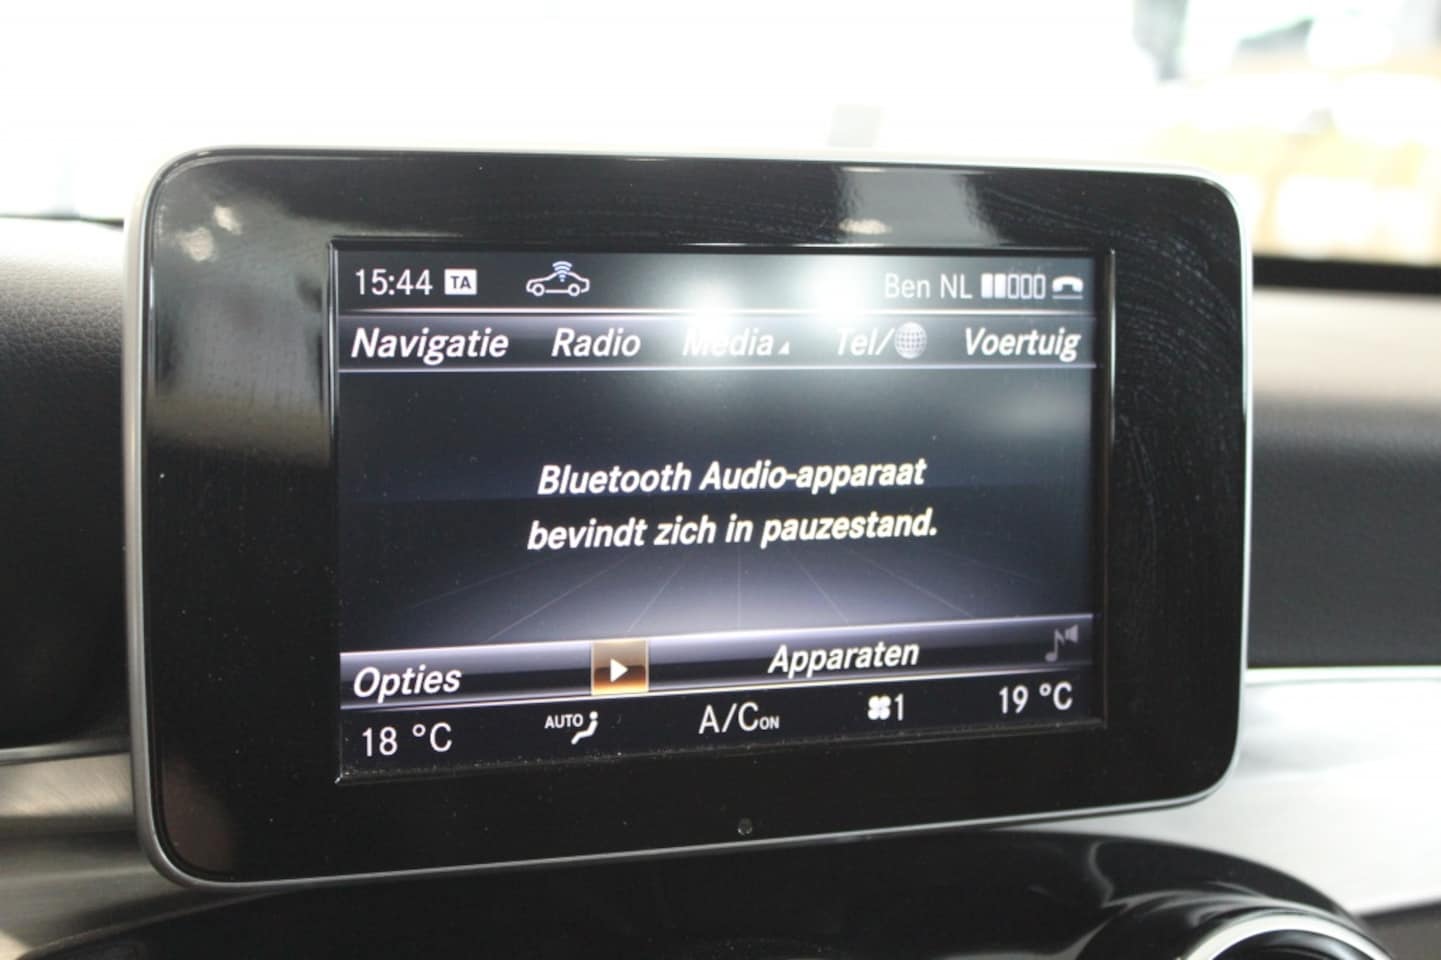 15:44 TA Ben NL
Navigatie Radio Media Tel/ Voertuig
Bluetooth Audio-apparaat
bevindt zich in pauzestand.
Opties Apparaten
18 °C AUTO A/C ON 1 19 °C